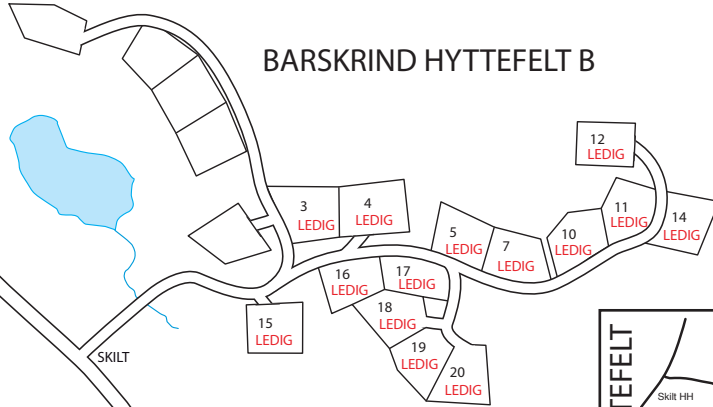 BARSKRIND HYTTEFELT B
12
LEDIG
3
LEDIG
4
LEDIG
11
LEDIG
14
LEDIG
5
LEDIG
7
LEDIG
10
LEDIG
16
LEDIG
17
LEDIG
18
LEDIG
15
LEDIG
19
LEDIG
20
LEDIG
SKILT
TEFELT
Skilt HH